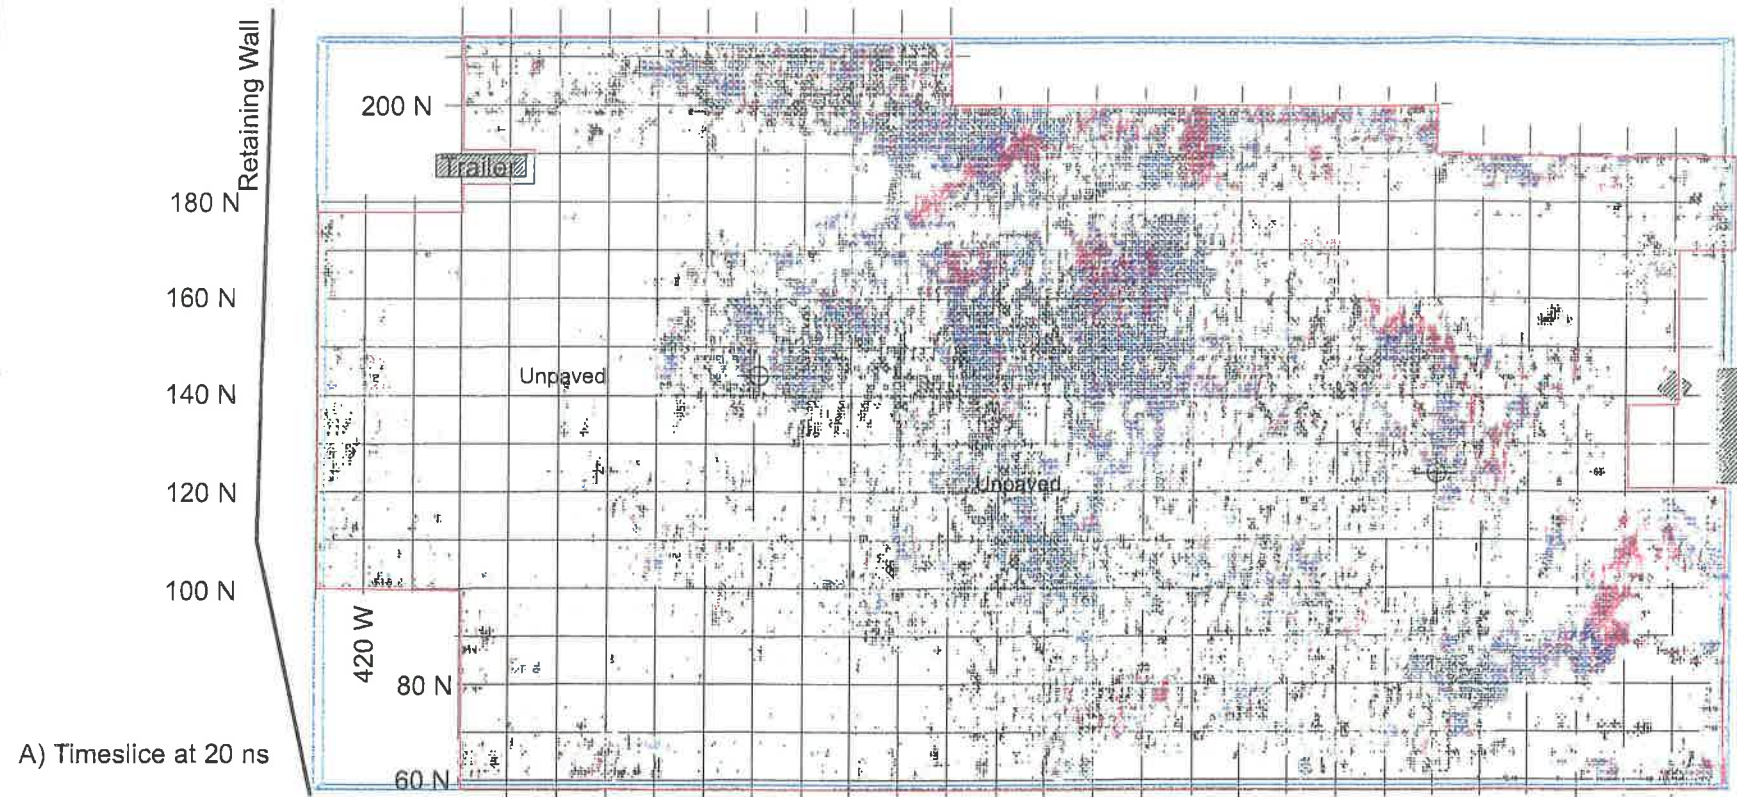 Retaining Wall
200 N
Trailer
180 N
160 N
Unpaved
140 N
120 N
Unpaved
100 N
420 W
80 N
A) Timeslice at 20 ns
60 N